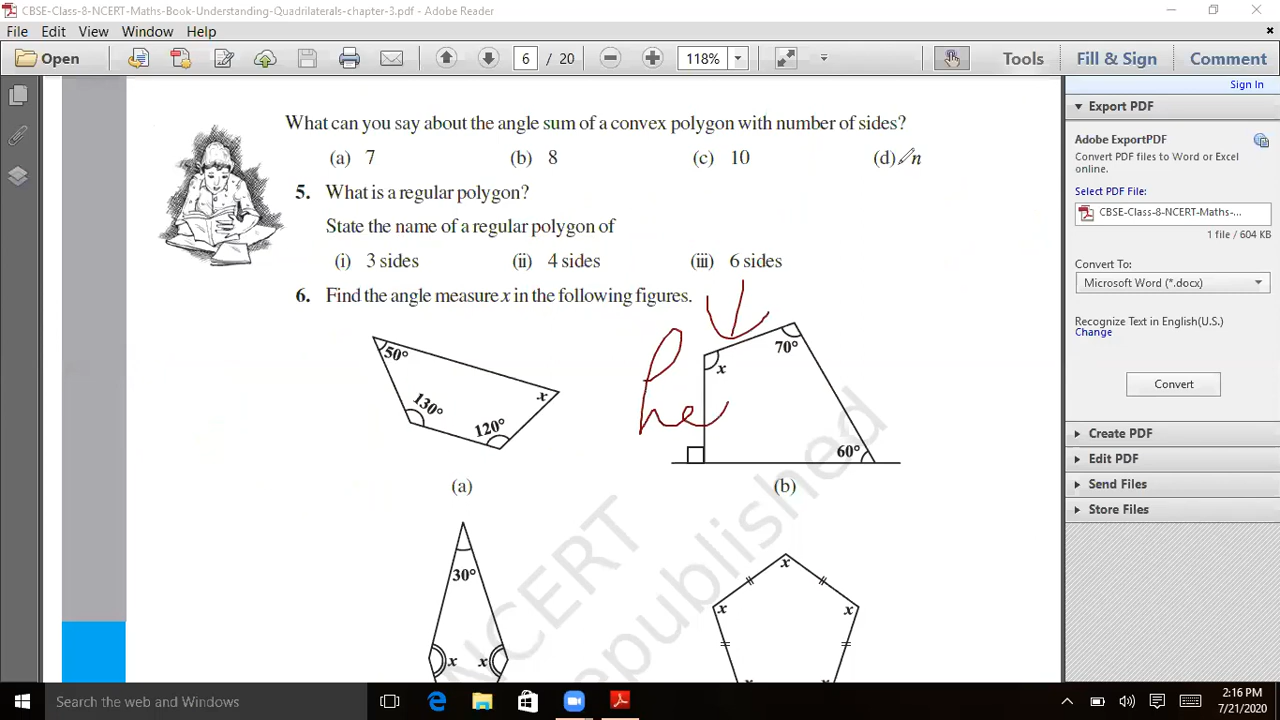 CBSE-Class-8-NCERT-Maths-Book-Understanding-Quadrilaterals-chapter-3.pdf - Adobe Reader
File Edit View Window Help
Open 6 / 20 118% Tools Fill & Sign Comment
Sign In
What can you say about the angle sum of a convex polygon with number of sides?
(a) 7 (b) 8 (c) 10 (d) n
5. What is a regular polygon?
State the name of a regular polygon of
(i) 3 sides (ii) 4 sides (iii) 6 sides
6. Find the angle measure x in the following figures.
50° 130° 120° x
(a)
x 70° 60°
he
(b)
30° x x
x x x
NCERT
republished
Export PDF
Adobe ExportPDF
Convert PDF files to Word or Excel
online.
Select PDF File:
CBSE-Class-8-NCERT-Maths-...
1 file / 604 KB
Convert To:
Microsoft Word (*.docx)
Recognize Text in English(U.S.)
Change
Convert
Create PDF
Edit PDF
Send Files
Store Files
Search the web and Windows
2:16 PM
7/21/2020